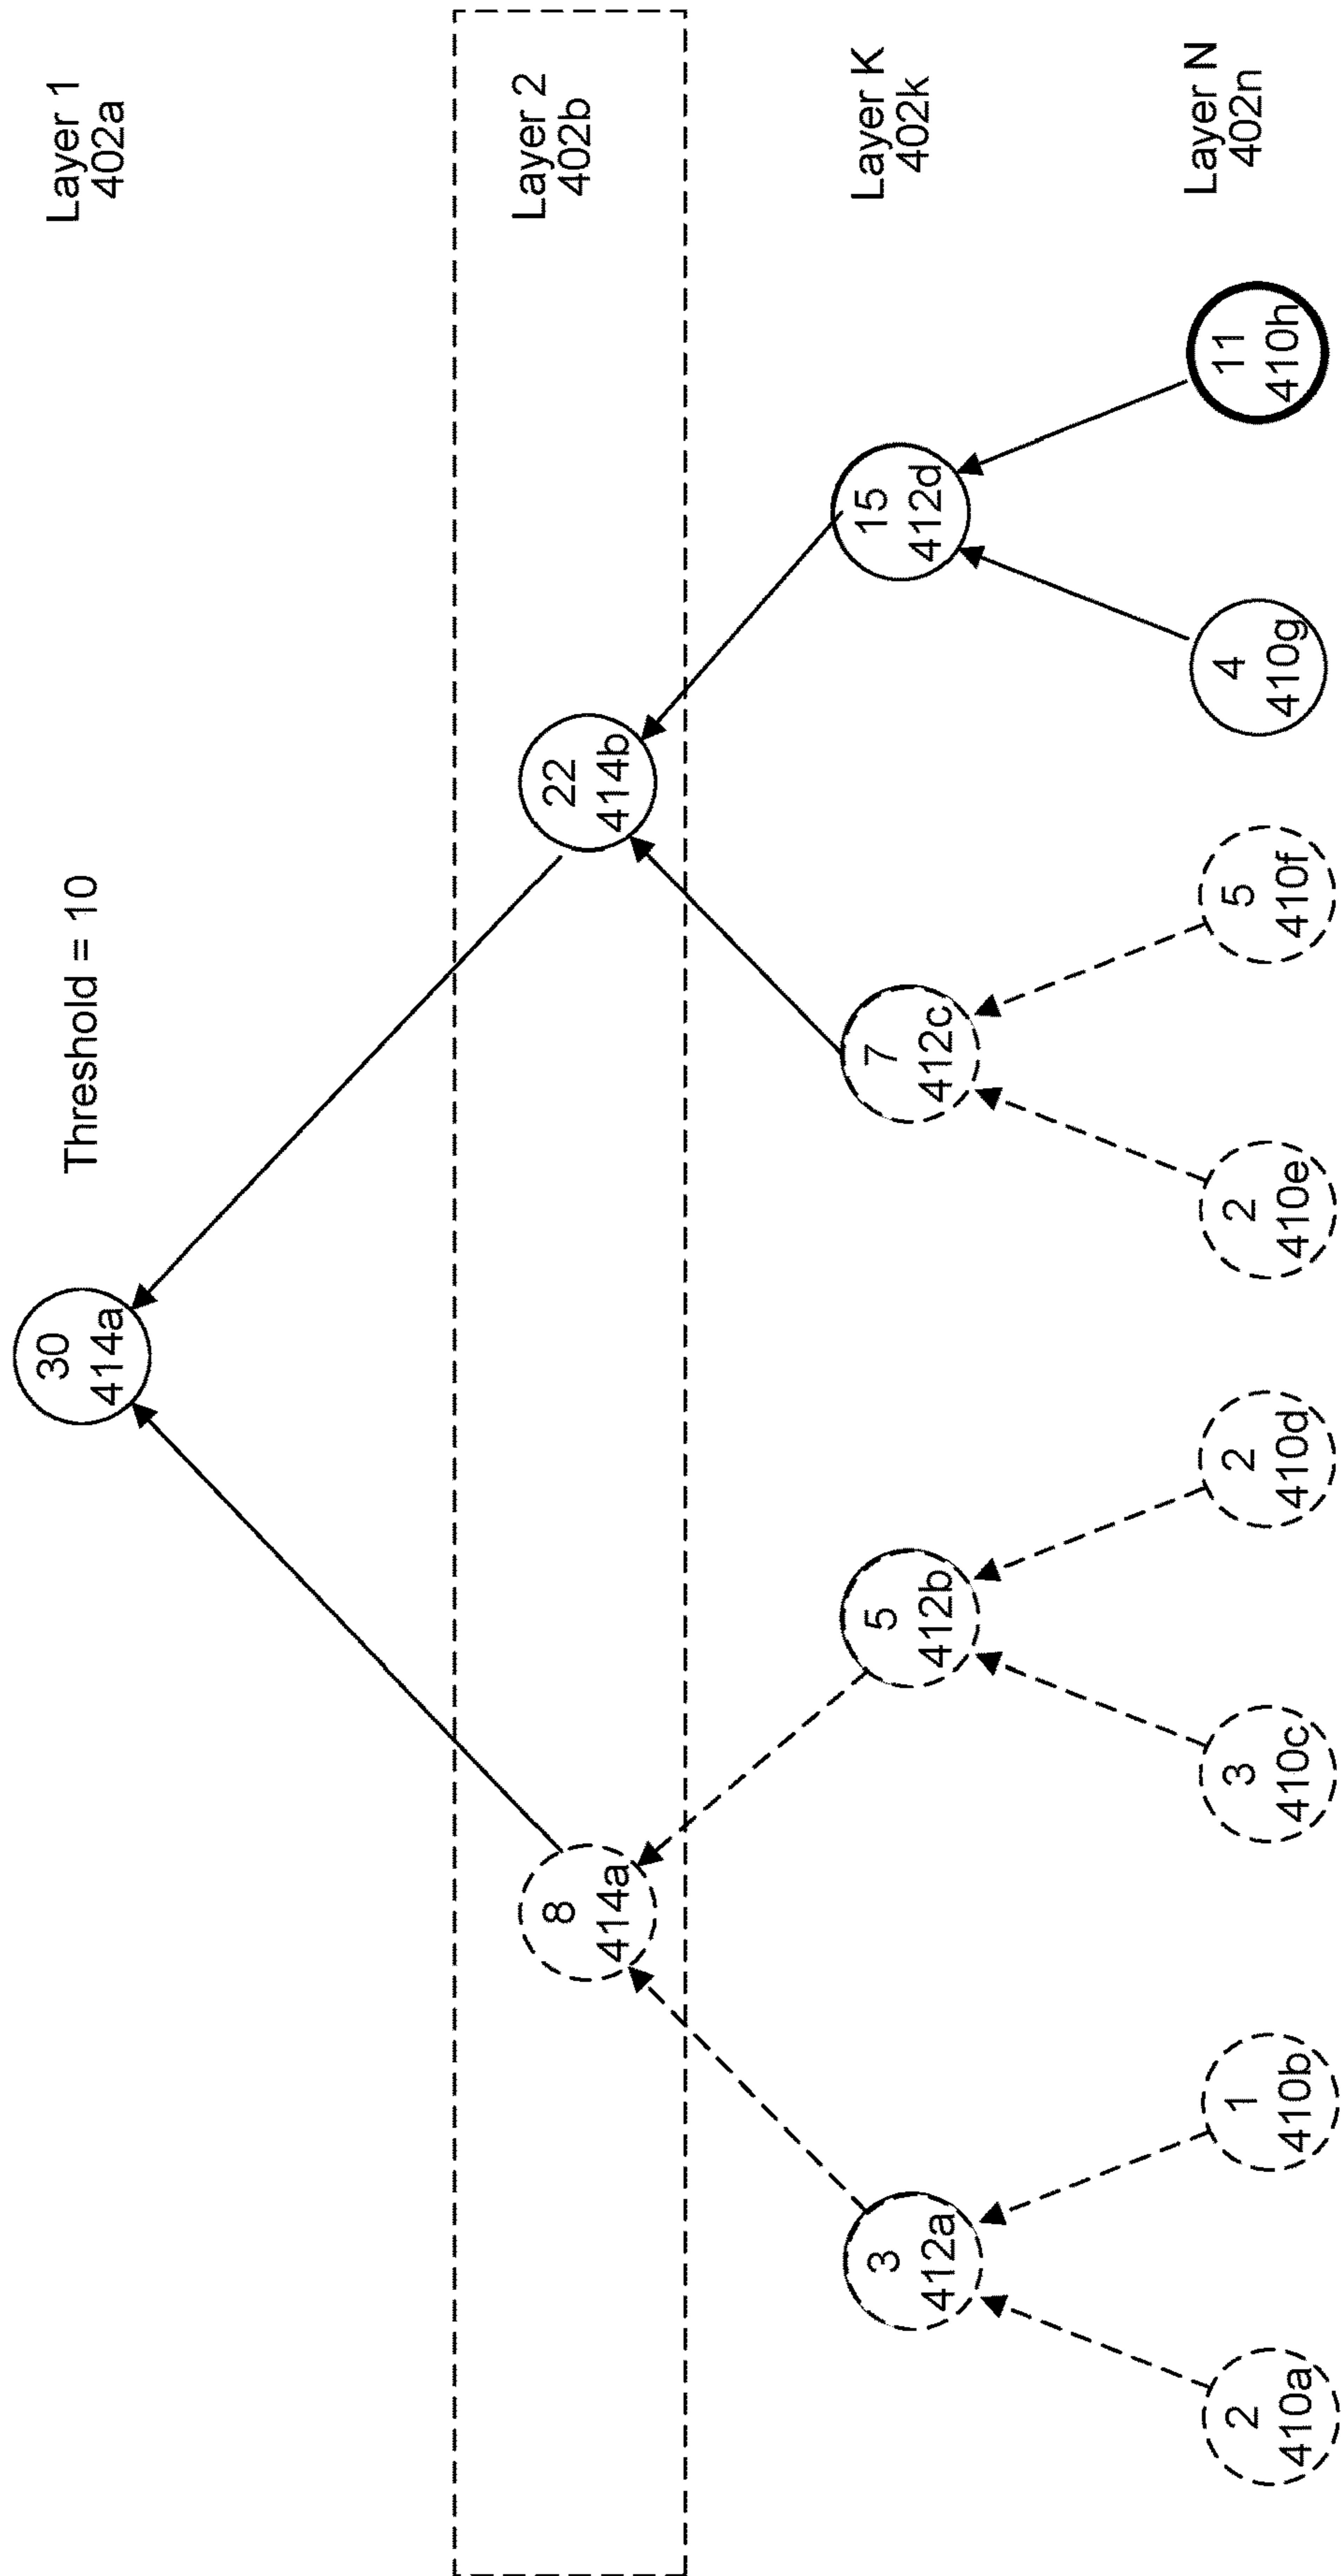 30
414a
Threshold = 10
Layer 1
402a
8
414a
22
414b
Layer 2
402b
3
412a
5
412b
7
412c
15
412d
Layer K
402k
2
410a
1
410b
3
410c
2
410d
2
410e
5
410f
4
410g
11
410h
Layer N
402n